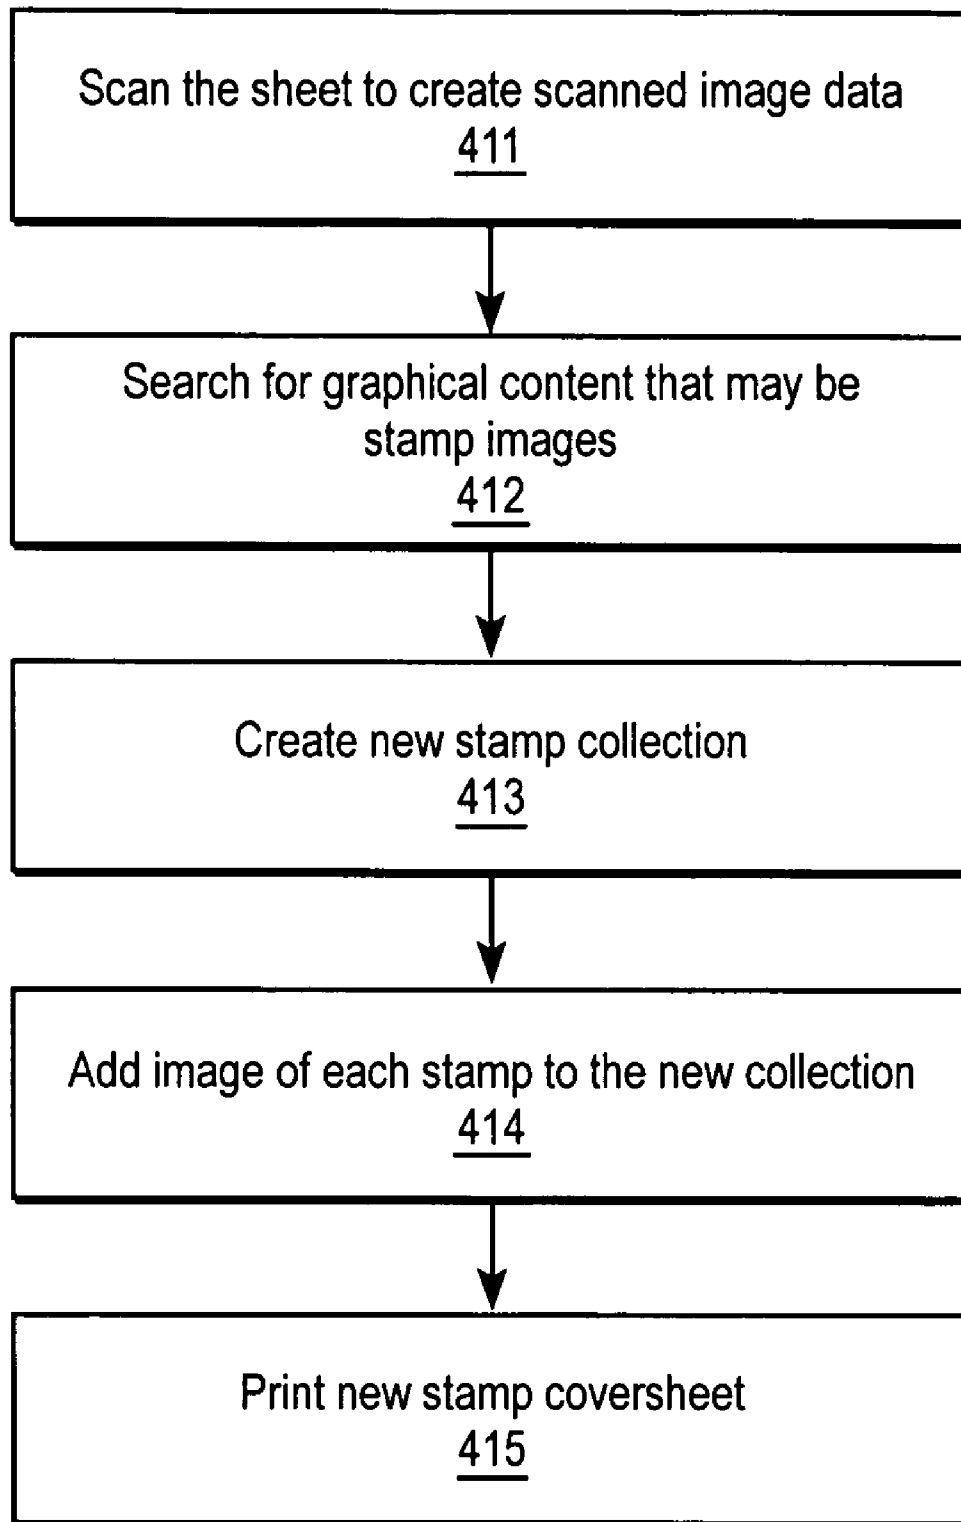 Scan the sheet to create scanned image data
411
Search for graphical content that may be
stamp images
412
Create new stamp collection
413
Add image of each stamp to the new collection
414
Print new stamp coversheet
415